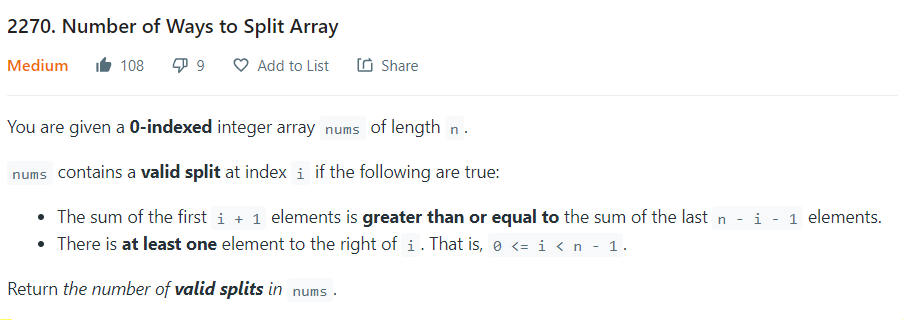 2270. Number of Ways to Split Array
Medium 108 9 Add to List Share
You are given a 0-indexed integer array nums of length n.
nums contains a valid split at index i if the following are true:
• The sum of the first i + 1 elements is greater than or equal to the sum of the last n - i - 1 elements.
• There is at least one element to the right of i. That is, 0 <= i < n - 1.
Return the number of valid splits in nums.